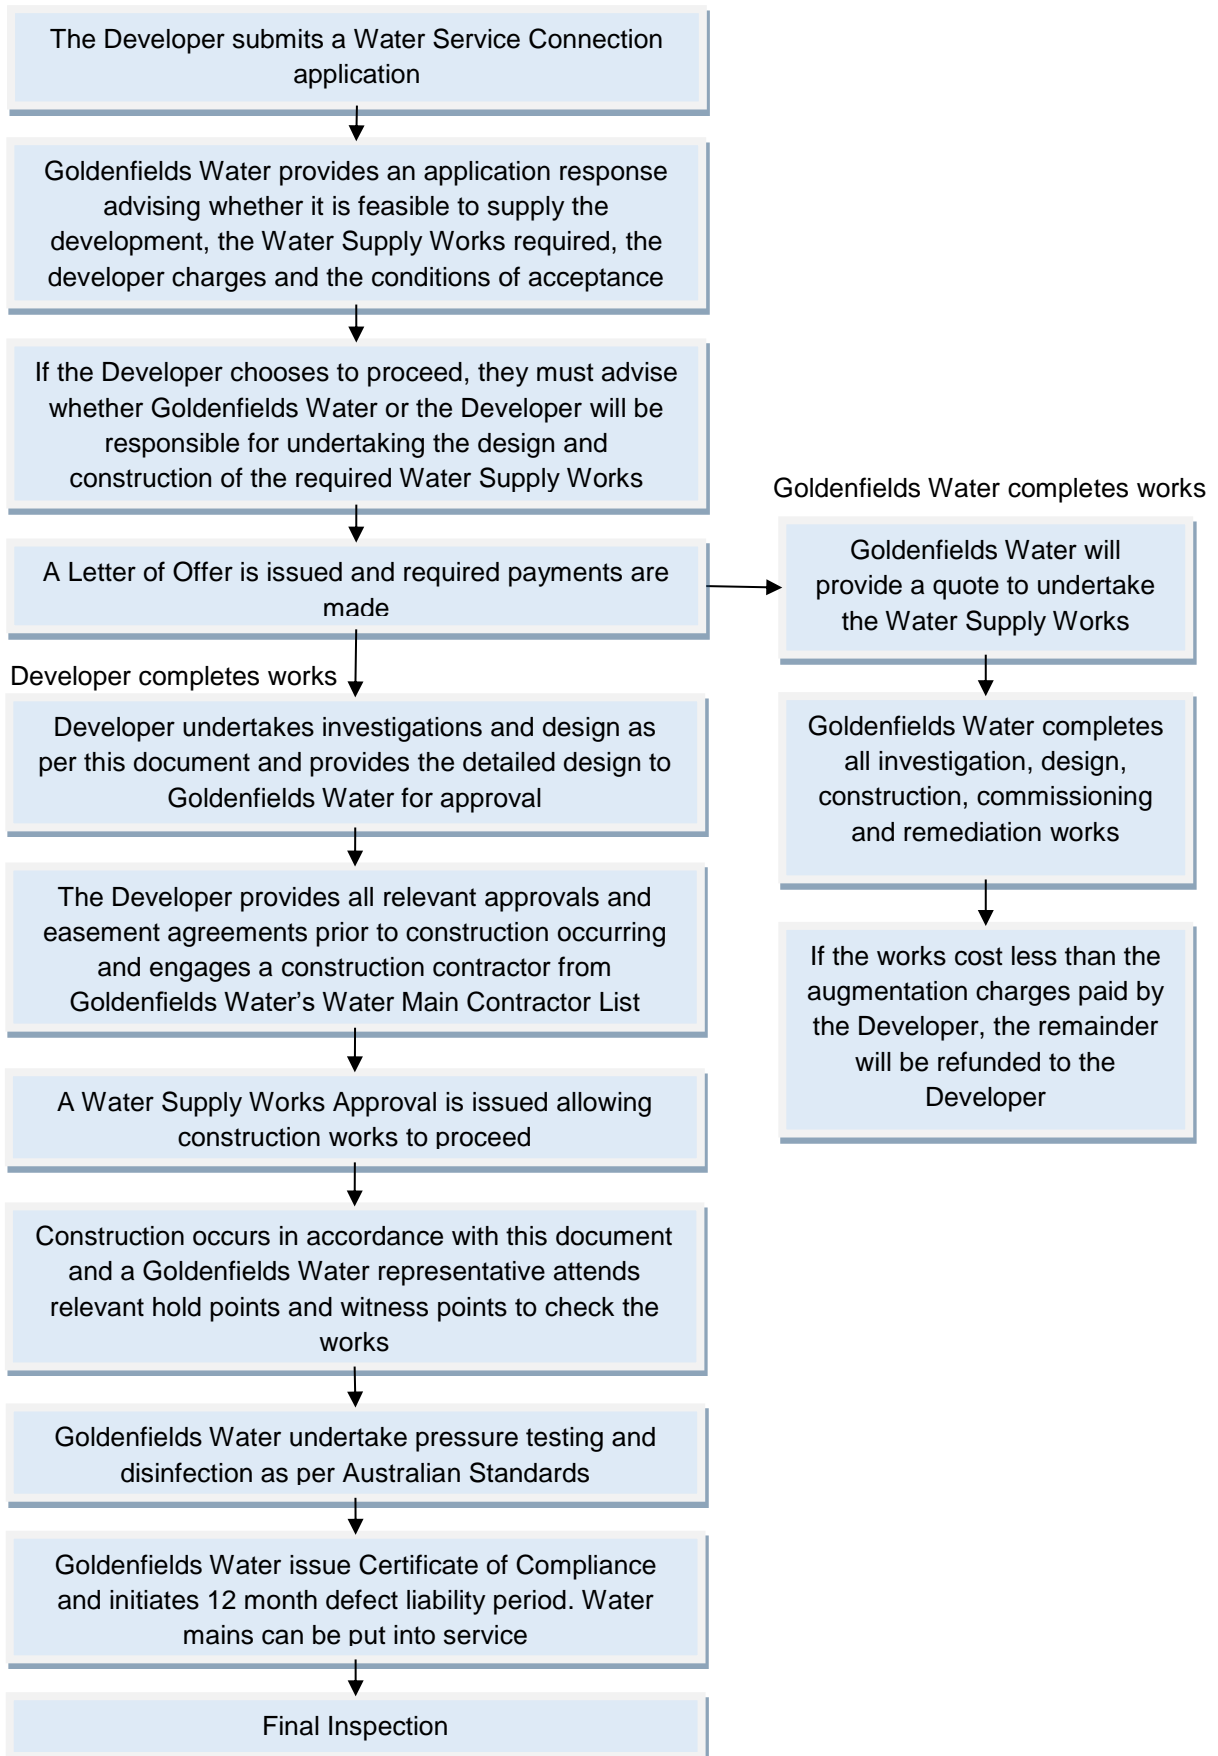 The Developer submits a Water Service Connection
application
Goldenfields Water provides an application response
advising whether it is feasible to supply the
development, the Water Supply Works required, the
developer charges and the conditions of acceptance
If the Developer chooses to proceed, they must advise
whether Goldenfields Water or the Developer will be
responsible for undertaking the design and
construction of the required Water Supply Works
A Letter of Offer is issued and required payments are
made
Developer completes works
Developer undertakes investigations and design as
per this document and provides the detailed design to
Goldenfields Water for approval
The Developer provides all relevant approvals and
easement agreements prior to construction occurring
and engages a construction contractor from
Goldenfields Water’s Water Main Contractor List
A Water Supply Works Approval is issued allowing
construction works to proceed
Construction occurs in accordance with this document
and a Goldenfields Water representative attends
relevant hold points and witness points to check the
works
Goldenfields Water undertake pressure testing and
disinfection as per Australian Standards
Goldenfields Water issue Certificate of Compliance
and initiates 12 month defect liability period. Water
mains can be put into service
Final Inspection
Goldenfields Water completes works
Goldenfields Water will
provide a quote to undertake
the Water Supply Works
Goldenfields Water completes
all investigation, design,
construction, commissioning
and remediation works
If the works cost less than the
augmentation charges paid by
the Developer, the remainder
will be refunded to the
Developer